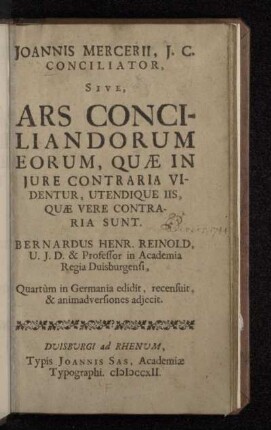 JOANNIS MERCERII, J. C.
CONCILIATOR,
SIVE,
ARS CONCI-
LIANDORUM
EORUM, QUÆ IN
JURE CONTRARIA VI-
DENTUR, UTENDIQUE IIS,
QUÆ VERE CONTRA-
RIA SUNT.
BERNARDUS HENR. REINOLD,
U. J. D. & Professor in Academia
Regia Duisburgensi,
Quartùm in Germania edidit, recensuit,
& animadversiones adjecit.
DUISBURGI ad RHENUM,
Typis JOANNIS SAS, Academiæ
Typographi. cIɔIɔccXII.